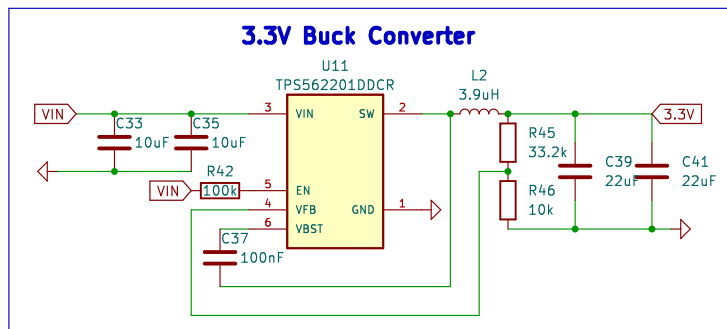 3.3V Buck Converter
U11
TPS562201DDCR
L2
3.9uH
VIN
3
VIN
SW
2
3.3V
C33
10uF
C35
10uF
R45
33.2k
C39
22uF
C41
22uF
R42
VIN
100k
5
EN
4
VFB
GND
1
R46
10k
6
VBST
C37
100nF